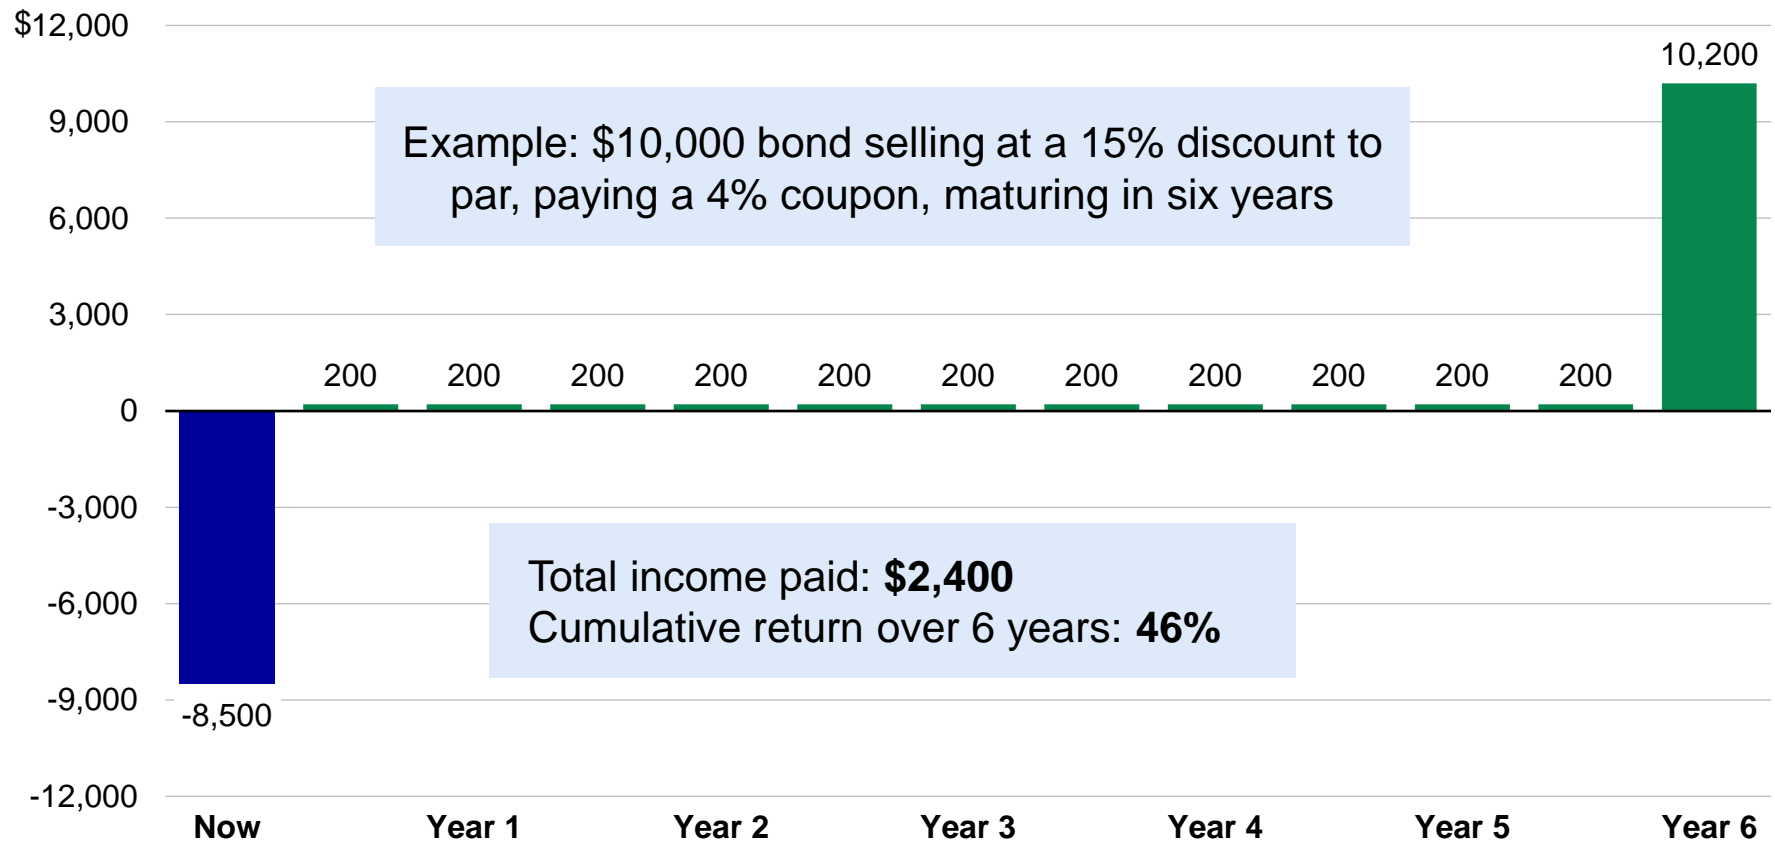 $12,000
10,200
9,000
Example: $10,000 bond selling at a 15% discount to
par, paying a 4% coupon, maturing in six years
6,000
3,000
200 200 200 200 200 200 200 200 200 200 200
0
-3,000
Total income paid: $2,400
-6,000
Cumulative return over 6 years: 46%
-9,000
-8,500
-12,000
Now Year 1 Year 2 Year 3 Year 4 Year 5 Year 6